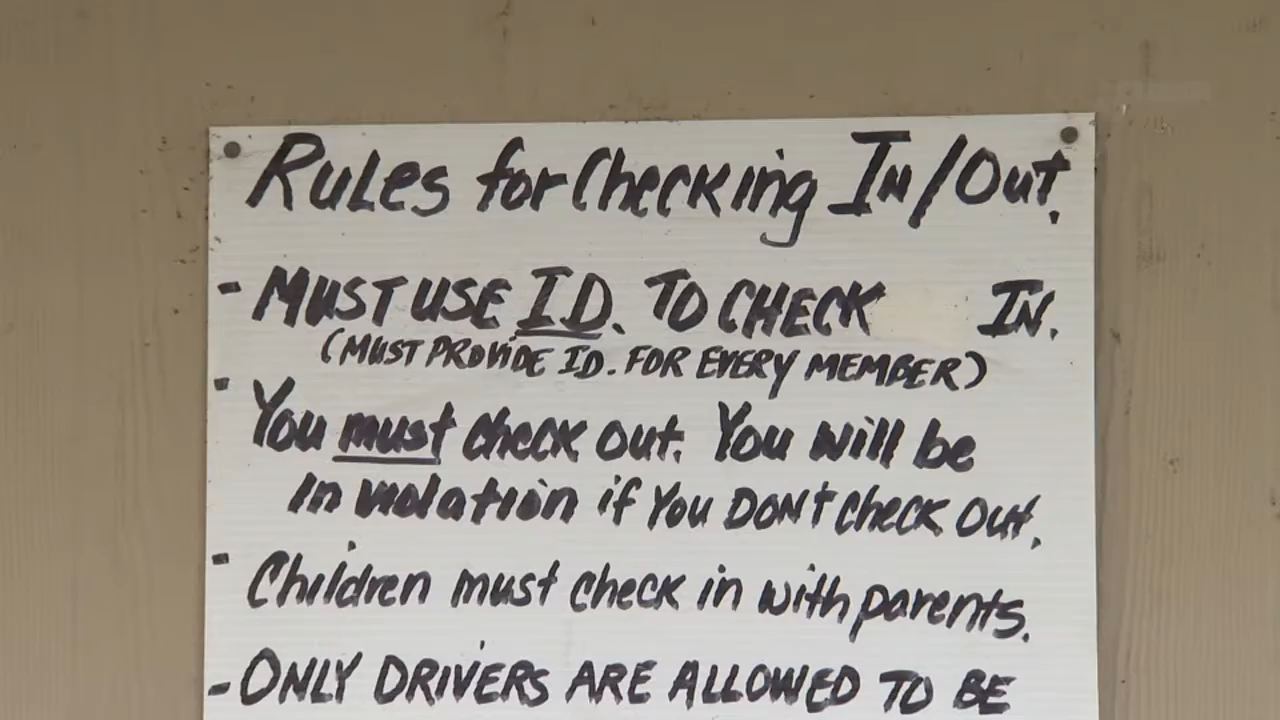 Rules for Checking In/Out.
- MUST USE I.D. TO CHECK IN.
(MUST PROVIDE ID. FOR EVERY MEMBER)
- You must check out. You will be
in violation if You DON't check Out.
- Children must check in with parents.
- ONLY DRIVERS ARE ALLOWED TO BE